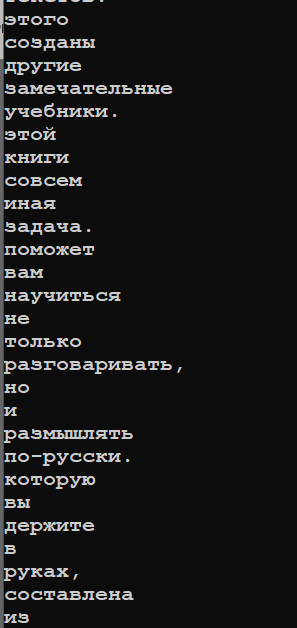 этого
созданы
другие
замечательные
учебники.
этой
книги
совсем
иная
задача.
поможет
вам
научиться
не
только
разговаривать,
но
и
размышлять
по-русски.
которую
вы
держите
в
руках,
составлена
из